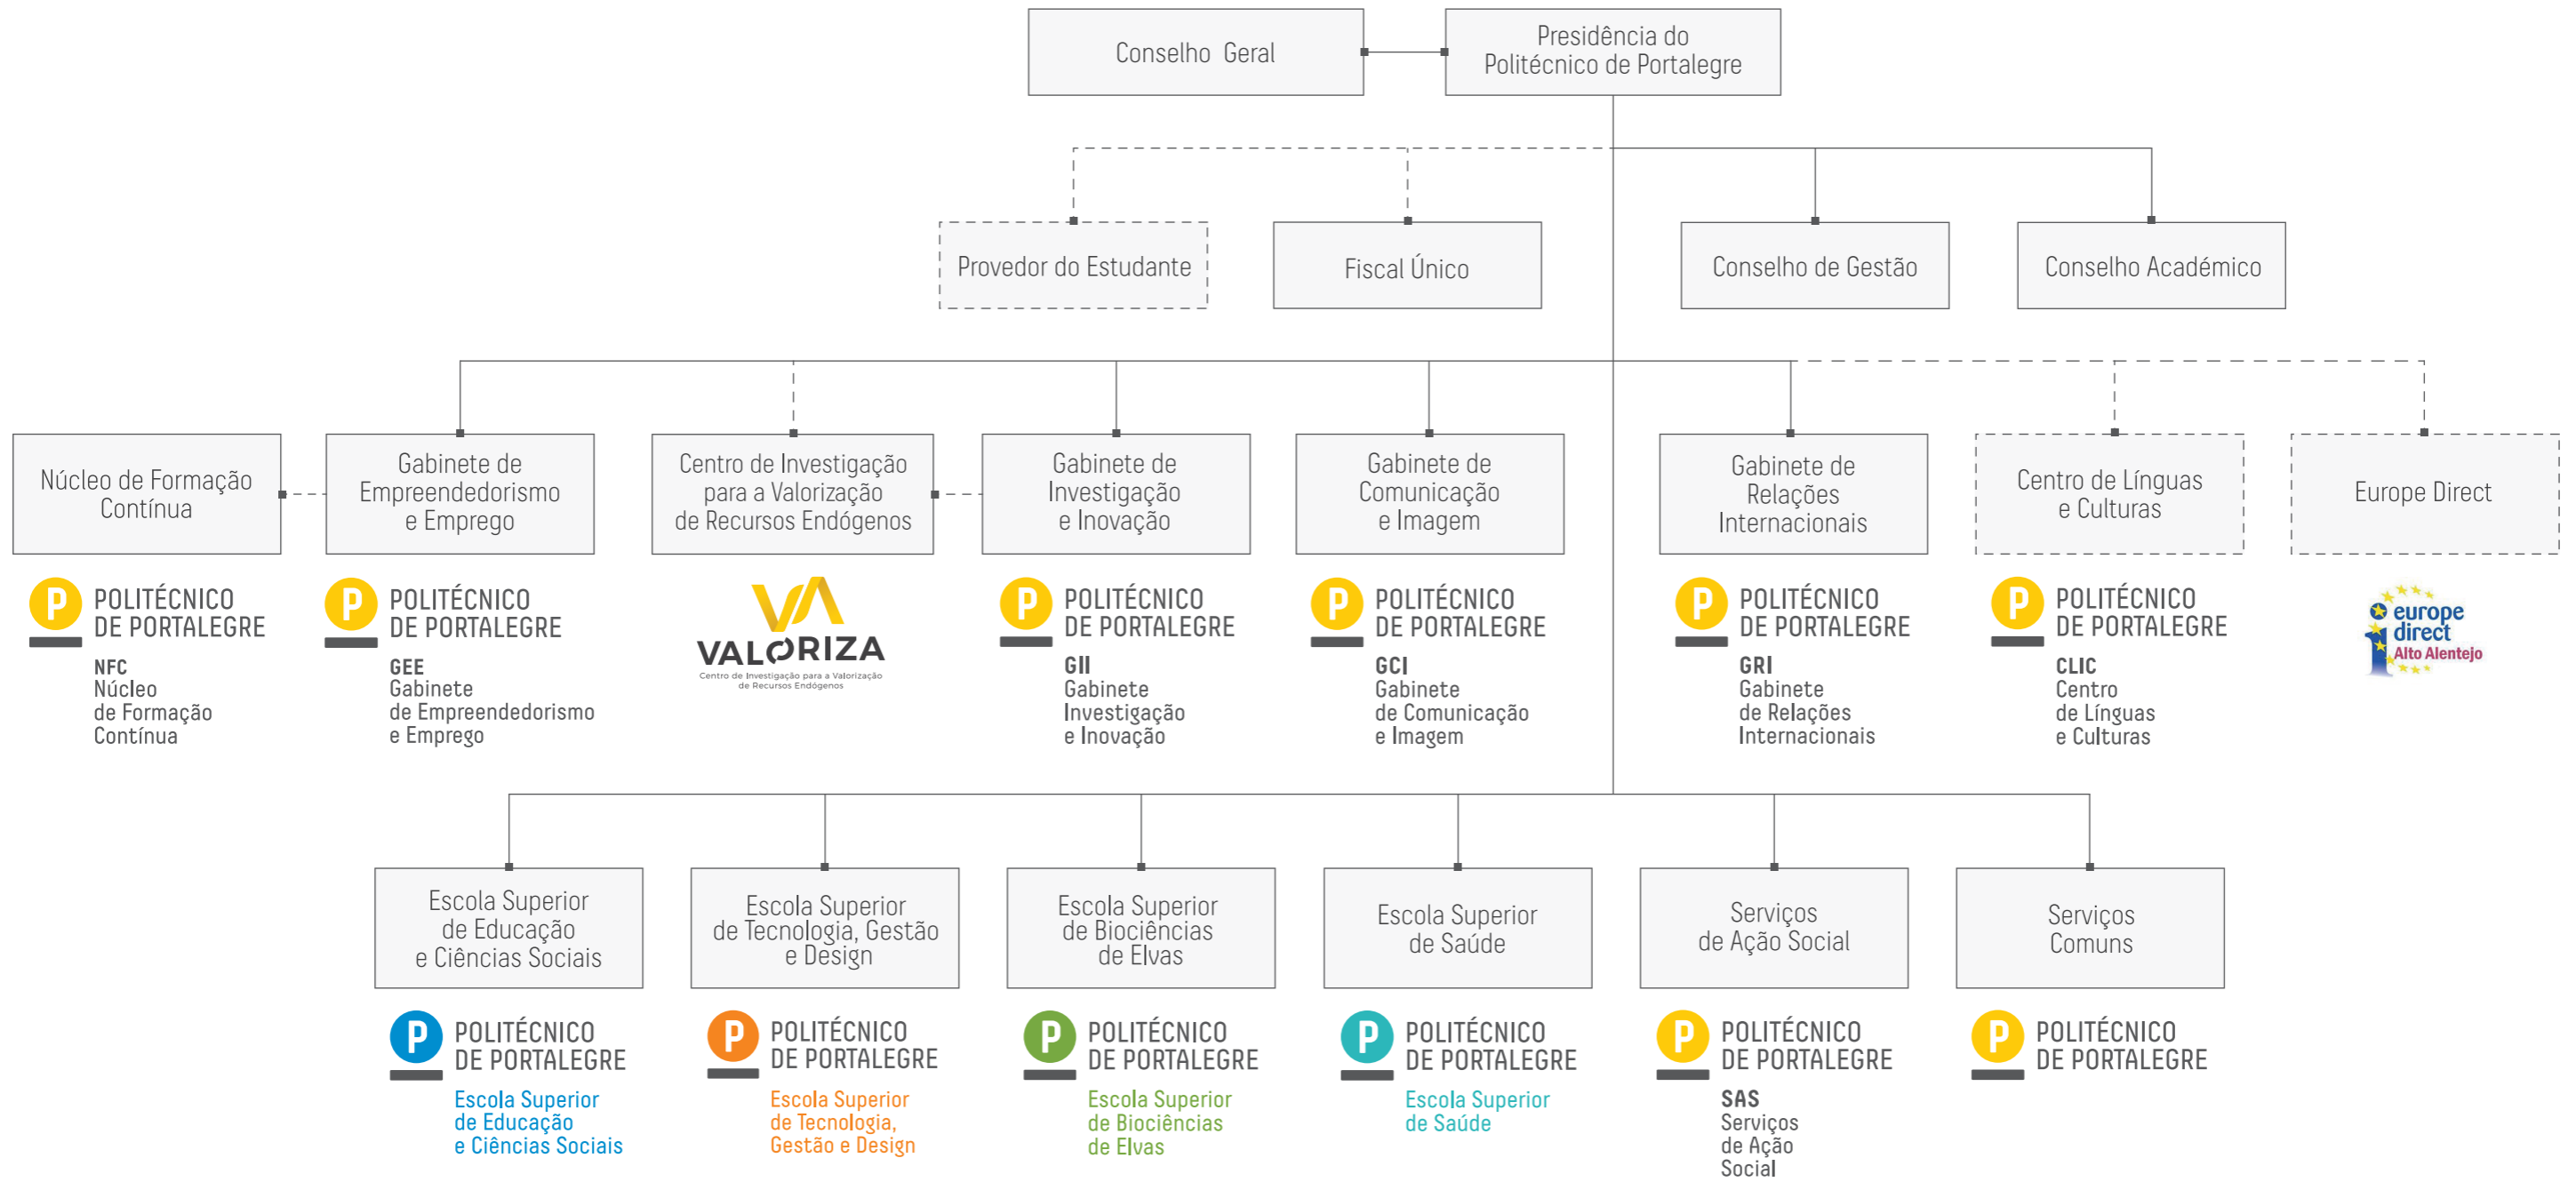 Conselho Geral
Presidência do
Politécnico de Portalegre
Provedor do Estudante
Fiscal Único
Conselho de Gestão
Conselho Académico
Núcleo de Formação
Contínua
Gabinete de
Empreendedorismo
e Emprego
Centro de Investigação
para a Valorização
de Recursos Endógenos
Gabinete de
Investigação
e Inovação
Gabinete de
Comunicação
e Imagem
Gabinete de
Relações
Internacionais
Centro de Línguas
e Culturas
Europe Direct
P POLITÉCNICO
DE PORTALEGRE
NFC
Núcleo
de Formação
Contínua
P POLITÉCNICO
DE PORTALEGRE
GEE
Gabinete
de Empreendedorismo
e Emprego
VALORIZA
Centro de Investigação para a Valorização
de Recursos Endógenos
P POLITÉCNICO
DE PORTALEGRE
GII
Gabinete
Investigação
e Inovação
P POLITÉCNICO
DE PORTALEGRE
GCI
Gabinete
de Comunicação
e Imagem
P POLITÉCNICO
DE PORTALEGRE
GRI
Gabinete
de Relações
Internacionais
P POLITÉCNICO
DE PORTALEGRE
CLIC
Centro
de Línguas
e Culturas
europe
direct
Alto Alentejo
Escola Superior
de Educação
e Ciências Sociais
Escola Superior
de Tecnologia, Gestão
e Design
Escola Superior
de Biociências
de Elvas
Escola Superior
de Saúde
Serviços
de Ação Social
Serviços
Comuns
P POLITÉCNICO
DE PORTALEGRE
Escola Superior
de Educação
e Ciências Sociais
P POLITÉCNICO
DE PORTALEGRE
Escola Superior
de Tecnologia,
Gestão e Design
P POLITÉCNICO
DE PORTALEGRE
Escola Superior
de Biociências
de Elvas
P POLITÉCNICO
DE PORTALEGRE
Escola Superior
de Saúde
P POLITÉCNICO
DE PORTALEGRE
SAS
Serviços
de Ação
Social
P POLITÉCNICO
DE PORTALEGRE